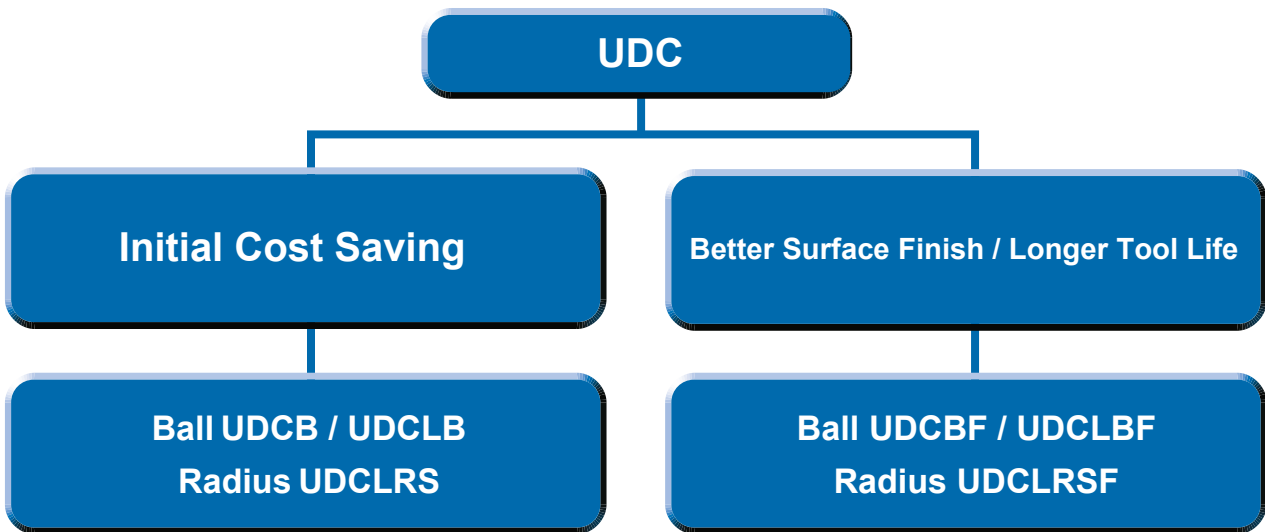 UDC
Initial Cost Saving
Better Surface Finish / Longer Tool Life
Ball UDCB / UDCLB
Radius UDCLRS
Ball UDCBF / UDCLBF
Radius UDCLRSF